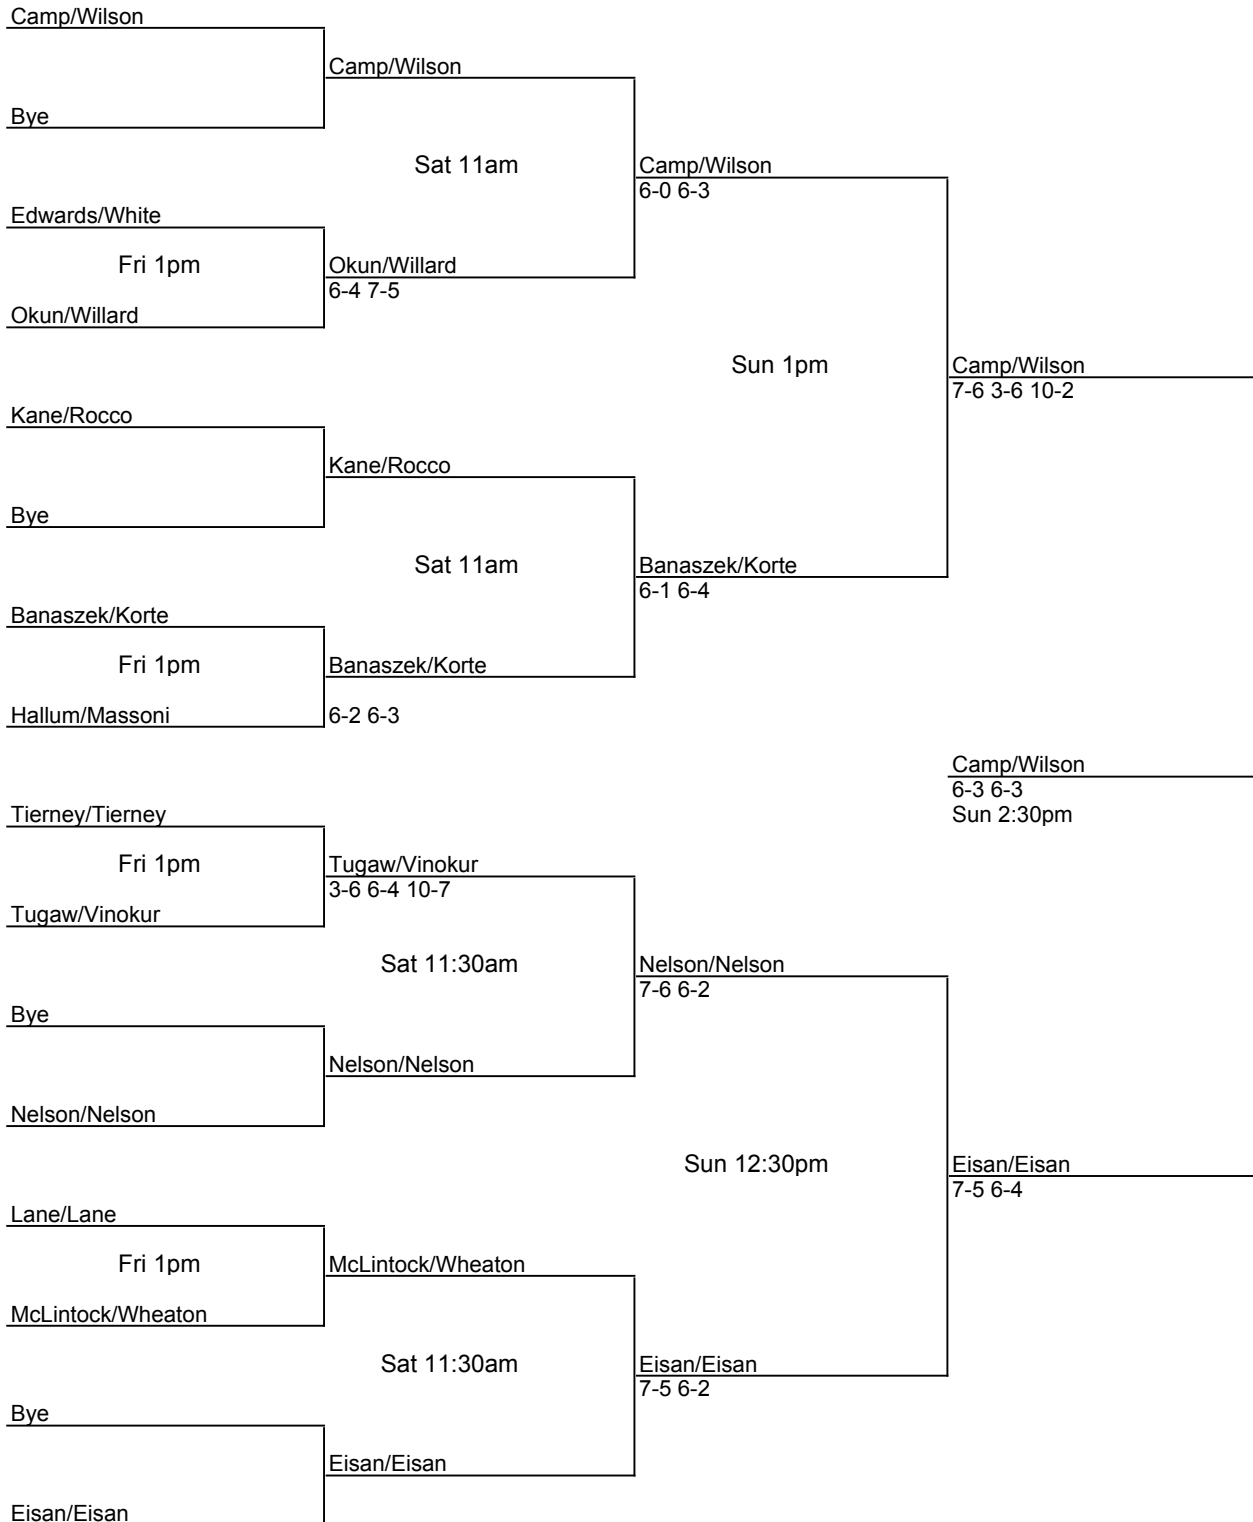 Camp/Wilson
Camp/Wilson
Bye
Sat 11am
Camp/Wilson
6-0 6-3
Edwards/White
Fri 1pm
Okun/Willard
6-4 7-5
Okun/Willard
Sun 1pm
Camp/Wilson
7-6 3-6 10-2
Kane/Rocco
Kane/Rocco
Bye
Sat 11am
Banaszek/Korte
6-1 6-4
Banaszek/Korte
Fri 1pm
Banaszek/Korte
Hallum/Massoni
6-2 6-3
Camp/Wilson
6-3 6-3
Sun 2:30pm
Tierney/Tierney
Fri 1pm
Tugaw/Vinokur
3-6 6-4 10-7
Tugaw/Vinokur
Sat 11:30am
Nelson/Nelson
7-6 6-2
Bye
Nelson/Nelson
Nelson/Nelson
Sun 12:30pm
Eisan/Eisan
7-5 6-4
Lane/Lane
Fri 1pm
McLintock/Wheaton
McLintock/Wheaton
Sat 11:30am
Eisan/Eisan
7-5 6-2
Bye
Eisan/Eisan
Eisan/Eisan